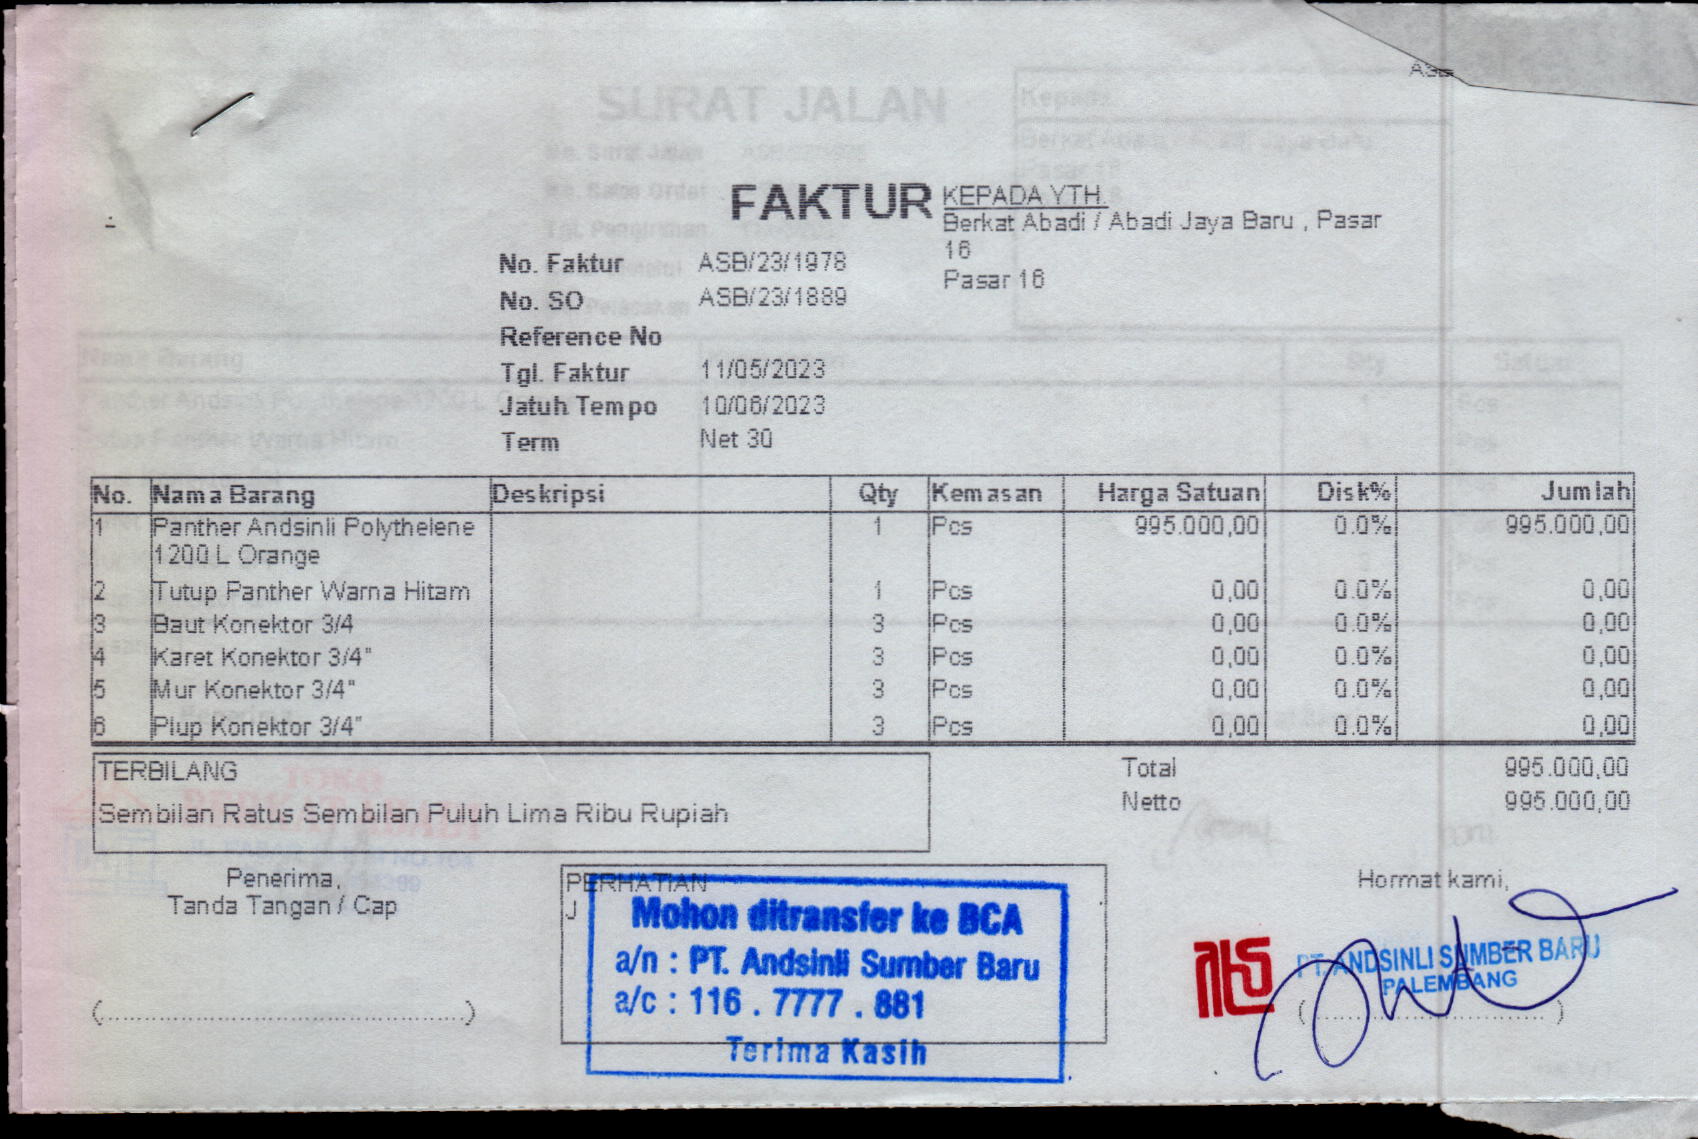 FAKTUR
KEPADA YTH.
Berkat Abadi / Abadi Jaya Baru , Pasar
16
Pasar 16
No. Faktur ASB/23/1978
No. SO ASB/23/1889
Reference No
Tgl. Faktur 11/05/2023
Jatuh Tempo 10/06/2023
Term Net 30
No. Nama Barang Deskripsi Qty Kemasan Harga Satuan Disk% Jumlah
1 Panther Andsinli Polythelene 1 Pcs 995.000,00 0.0% 995.000,00
1200 L Orange
2 Tutup Panther Warna Hitam 1 Pcs 0,00 0.0% 0,00
3 Baut Konektor 3/4 3 Pcs 0,00 0.0% 0,00
4 Karet Konektor 3/4" 3 Pcs 0,00 0.0% 0,00
5 Mur Konektor 3/4" 3 Pcs 0,00 0.0% 0,00
6 Plup Konektor 3/4" 3 Pcs 0,00 0.0% 0,00
TERBILANG
Sembilan Ratus Sembilan Puluh Lima Ribu Rupiah
Total 995.000,00
Netto 995.000,00
Penerima,
Tanda Tangan / Cap
PERHATIAN
J
Mohon ditransfer ke BCA
a/n : PT. Andsinli Sumber Baru
a/c : 116 . 7777 . 881
Terima Kasih
Hormat kami,
PT. ANDSINLI SUMBER BARU
PALEMBANG
SURAT JALAN